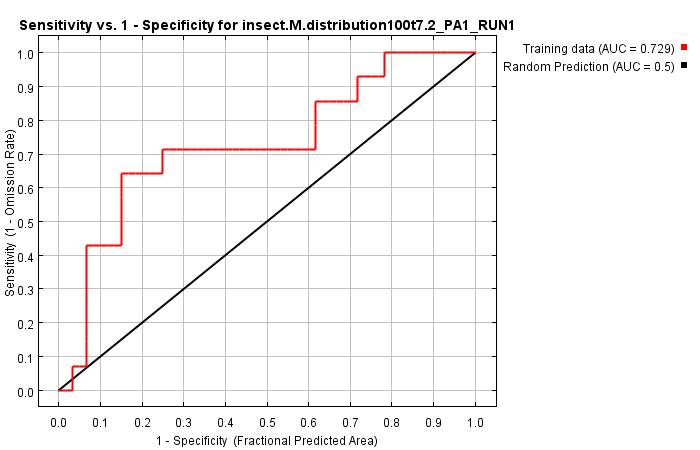 Sensitivity vs. 1 - Specificity for insect.M.distribution100t7.2_PA1_RUN1
Training data (AUC = 0.729)
Random Prediction (AUC = 0.5)
Sensitivity (1 - Omission Rate)
1.0
0.9
0.8
0.7
0.6
0.5
0.4
0.3
0.2
0.1
0.0
0.0 0.1 0.2 0.3 0.4 0.5 0.6 0.7 0.8 0.9 1.0
1 - Specificity (Fractional Predicted Area)